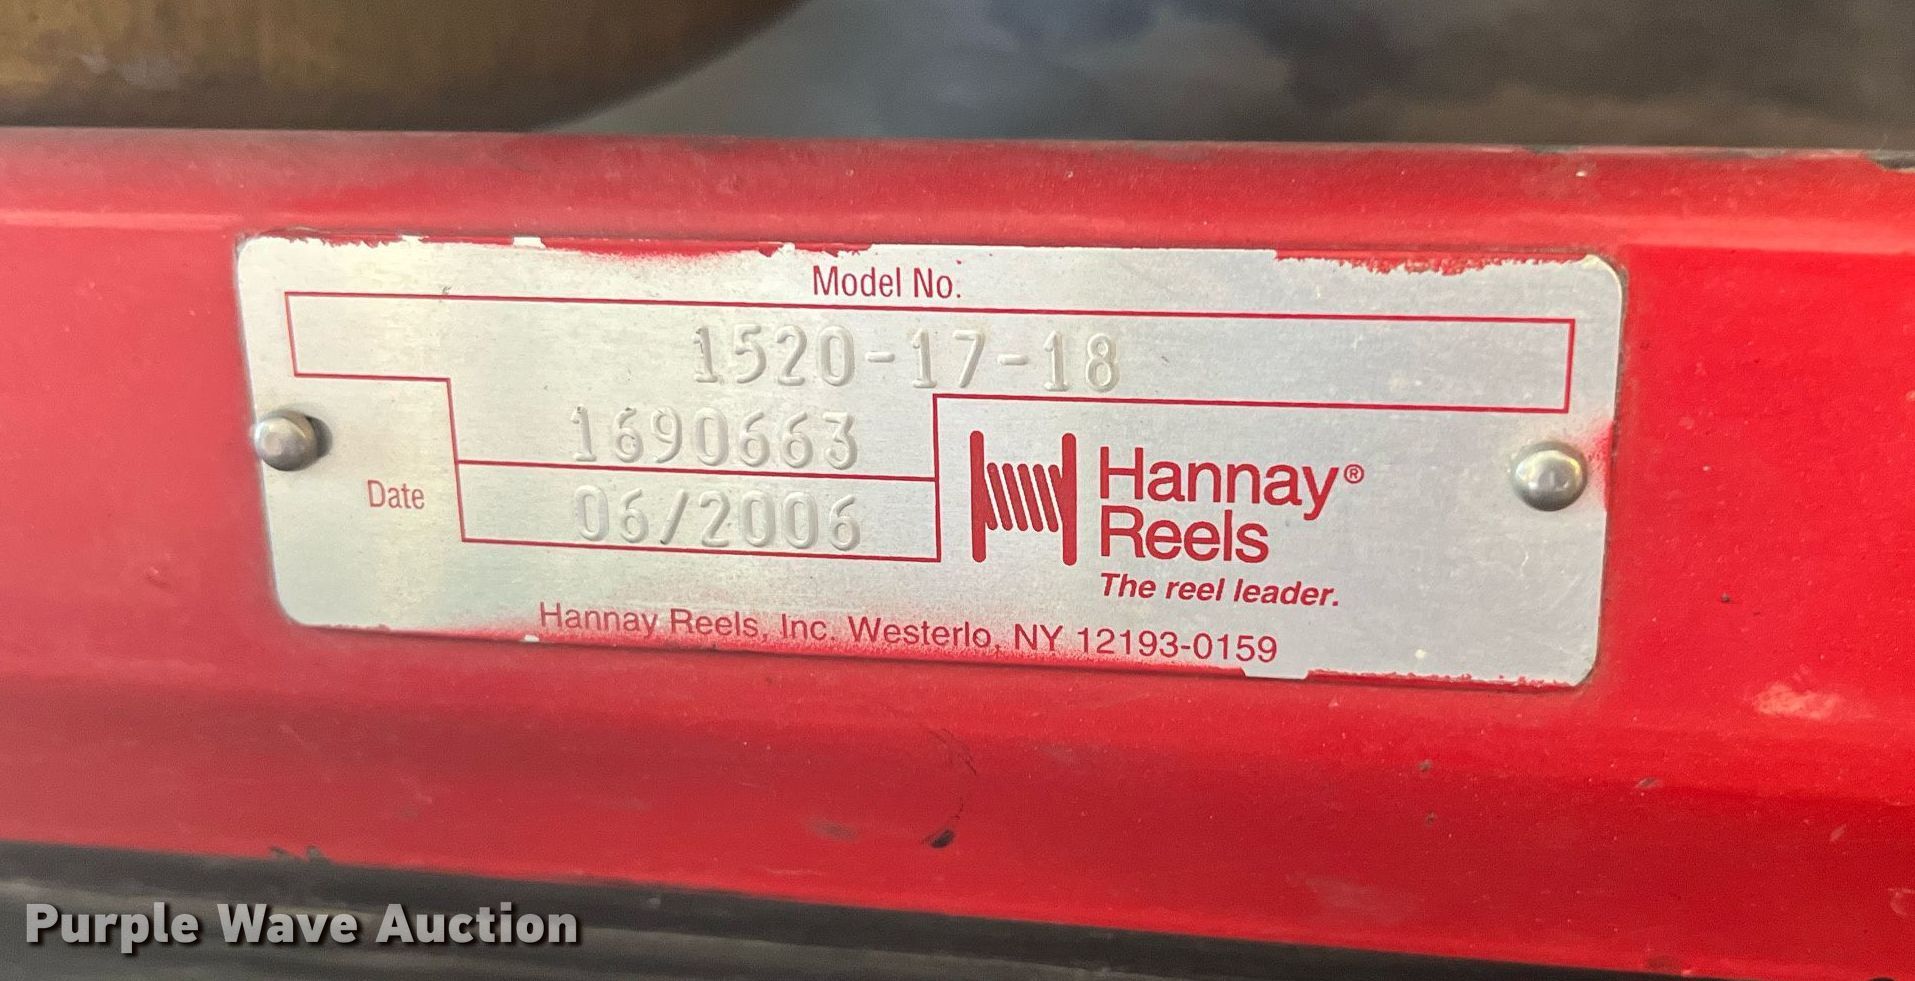 Model No.
1520-17-18
1690663
Date
06/2006
Hannay®
Reels
The reel leader.
Hannay Reels, Inc. Westerlo, NY 12193-0159
Purple Wave Auction